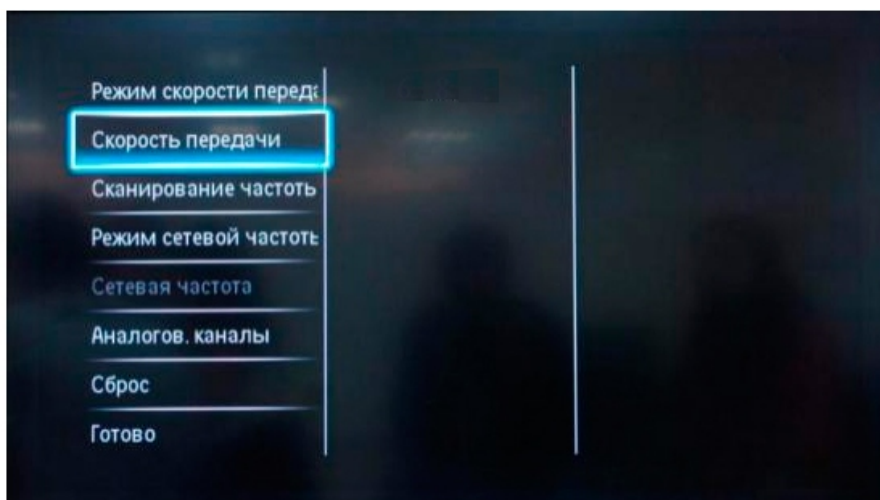 Режим скорости переда
Скорость передачи
Сканирование частоть
Режим сетевой частоть
Сетевая частота
Аналогов. каналы
Сброс
Готово